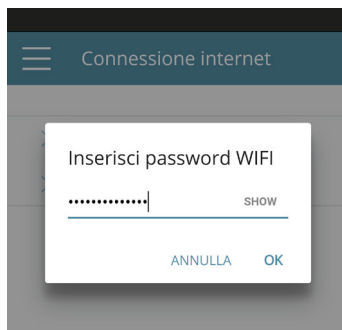 Connessione internet
Inserisci password WIFI
•••••••••••••• SHOW
ANNULLA OK